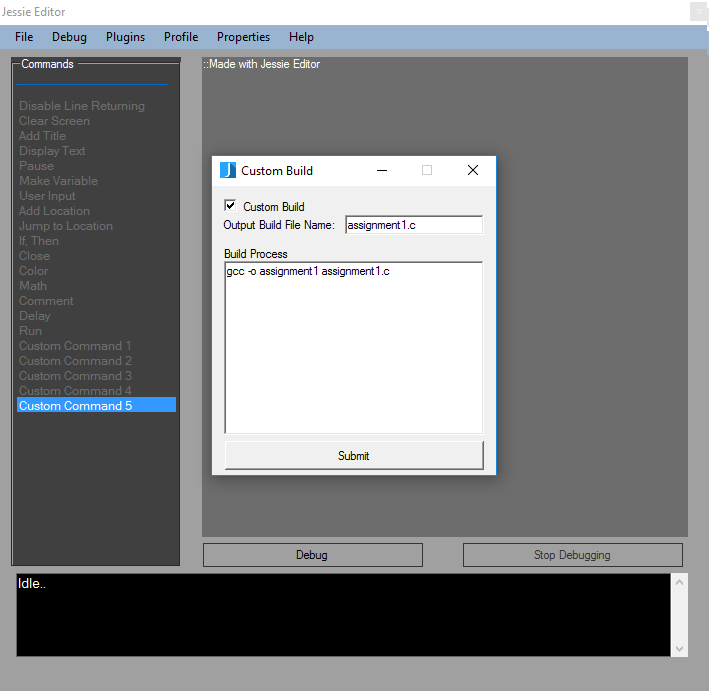 Jessie Editor
File Debug Plugins Profile Properties Help
Commands
Disable Line Returning
Clear Screen
Add Title
Display Text
Pause
Make Variable
User Input
Add Location
Jump to Location
If, Then
Close
Color
Math
Comment
Delay
Run
Custom Command 1
Custom Command 2
Custom Command 3
Custom Command 4
Custom Command 5
::Made with Jessie Editor
J Custom Build
Custom Build
Output Build File Name: assignment1.c
Build Process
gcc -o assignment1 assignment1.c
Submit
Debug Stop Debugging
Idle..